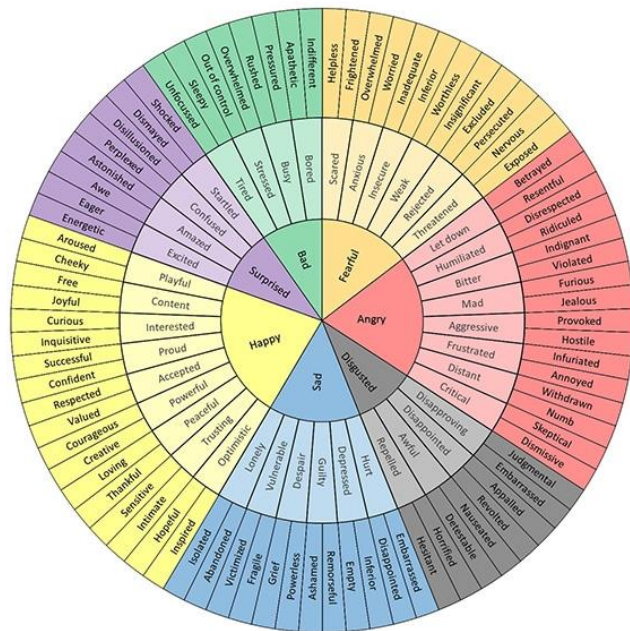 Fearful
Angry
Disgusted
Sad
Happy
Surprised
Bad
Scared
Anxious
Insecure
Weak
Rejected
Threatened
Let down
Humiliated
Bitter
Mad
Aggressive
Frustrated
Distant
Critical
Disapproving
Disappointed
Awful
Repelled
Hurt
Depressed
Guilty
Despair
Vulnerable
Lonely
Optimistic
Trusting
Peaceful
Powerful
Accepted
Proud
Interested
Content
Playful
Excited
Amazed
Confused
Startled
Tired
Stressed
Busy
Bored
Helpless
Frightened
Overwhelmed
Worried
Inadequate
Inferior
Worthless
Insignificant
Excluded
Persecuted
Nervous
Exposed
Betrayed
Resentful
Disrespected
Ridiculed
Indignant
Violated
Furious
Jealous
Provoked
Hostile
Infuriated
Annoyed
Withdrawn
Numb
Skeptical
Dismissive
Judgmental
Embarrassed
Appalled
Revolted
Nauseated
Detestable
Horrified
Hesitant
Embarrassed
Disappointed
Inferior
Empty
Remorseful
Ashamed
Powerless
Grief
Fragile
Victimized
Abandoned
Isolated
Inspired
Hopeful
Intimate
Sensitive
Thankful
Loving
Creative
Courageous
Valued
Respected
Confident
Successful
Inquisitive
Curious
Joyful
Free
Cheeky
Aroused
Energetic
Eager
Awe
Astonished
Perplexed
Disillusioned
Dismayed
Shocked
Unfocussed
Sleepy
Out of control
Overwhelmed
Rushed
Pressured
Apathetic
Indifferent